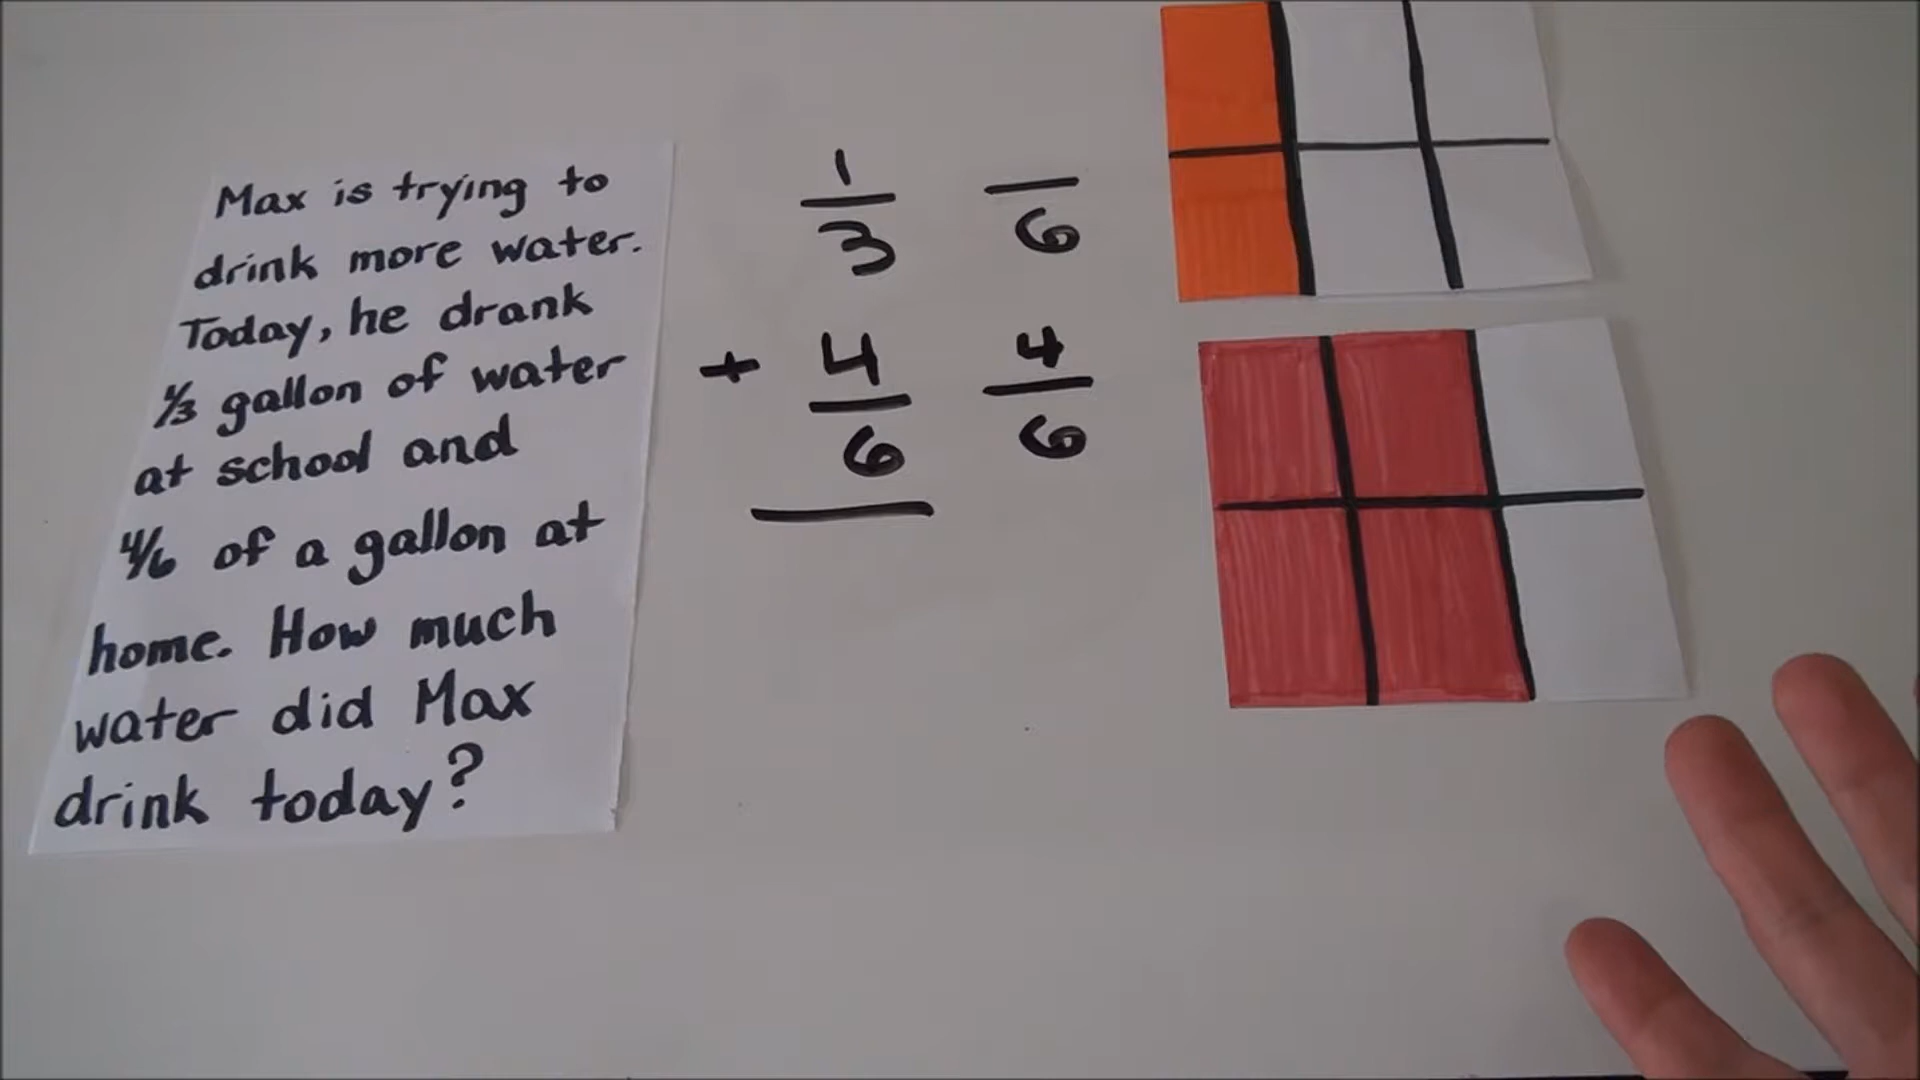 Max is trying to
drink more water.
Today, he drank
1/3 gallon of water
at school and
4/6 of a gallon at
home. How much
water did Max
drink today?
1
3
6
+ 4
6
4
6